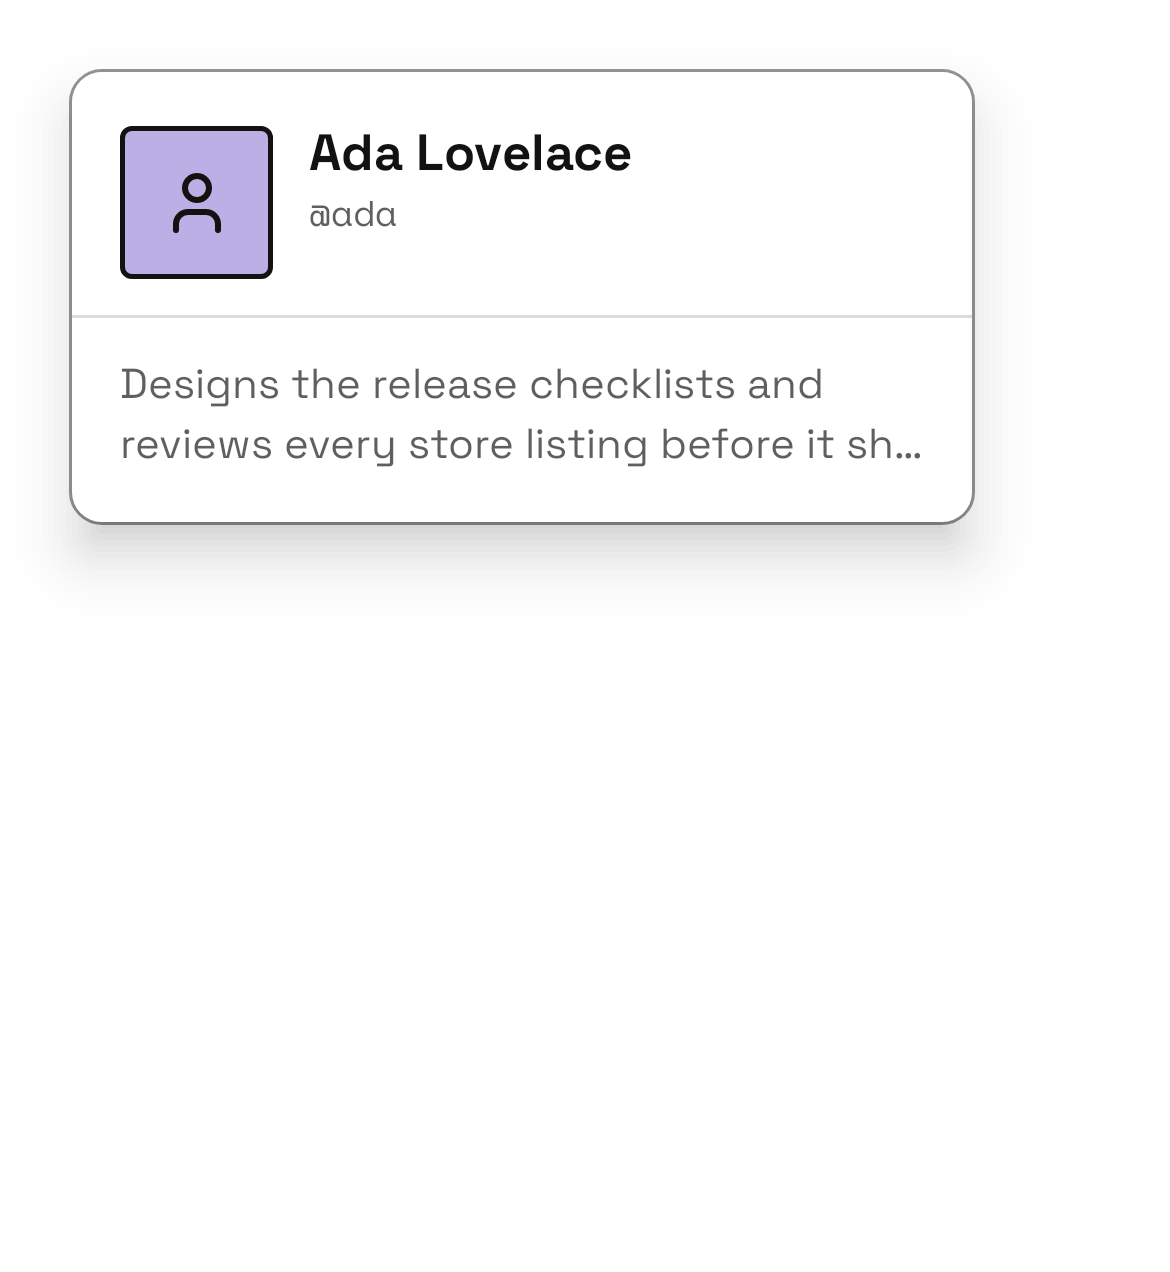 Ada Lovelace
@ada
Designs the release checklists and
reviews every store listing before it sh…